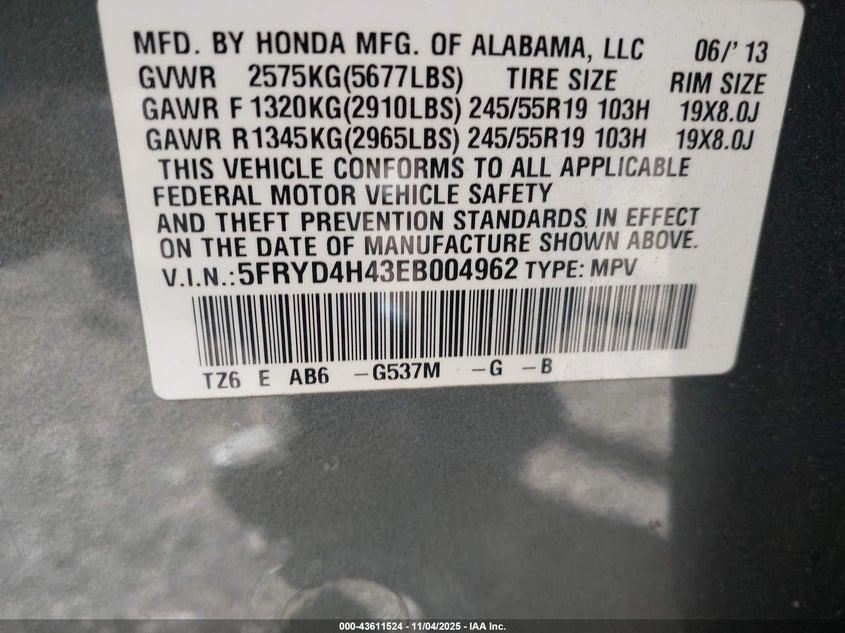 MFD. BY HONDA MFG. OF ALABAMA, LLC 06/' 13
GVWR 2575KG(5677LBS) TIRE SIZE RIM SIZE
GAWR F 1320KG(2910LBS) 245/55R19 103H 19X8.0J
GAWR R1345KG(2965LBS) 245/55R19 103H 19X8.0J
THIS VEHICLE CONFORMS TO ALL APPLICABLE
FEDERAL MOTOR VEHICLE SAFETY
AND THEFT PREVENTION STANDARDS IN EFFECT
ON THE DATE OF MANUFACTURE SHOWN ABOVE.
V.I.N.:5FRYD4H43EB004962 TYPE: MPV
TZ6 E AB6 -G537M -G -B
000-43611524 - 11/04/2025 - IAA Inc.